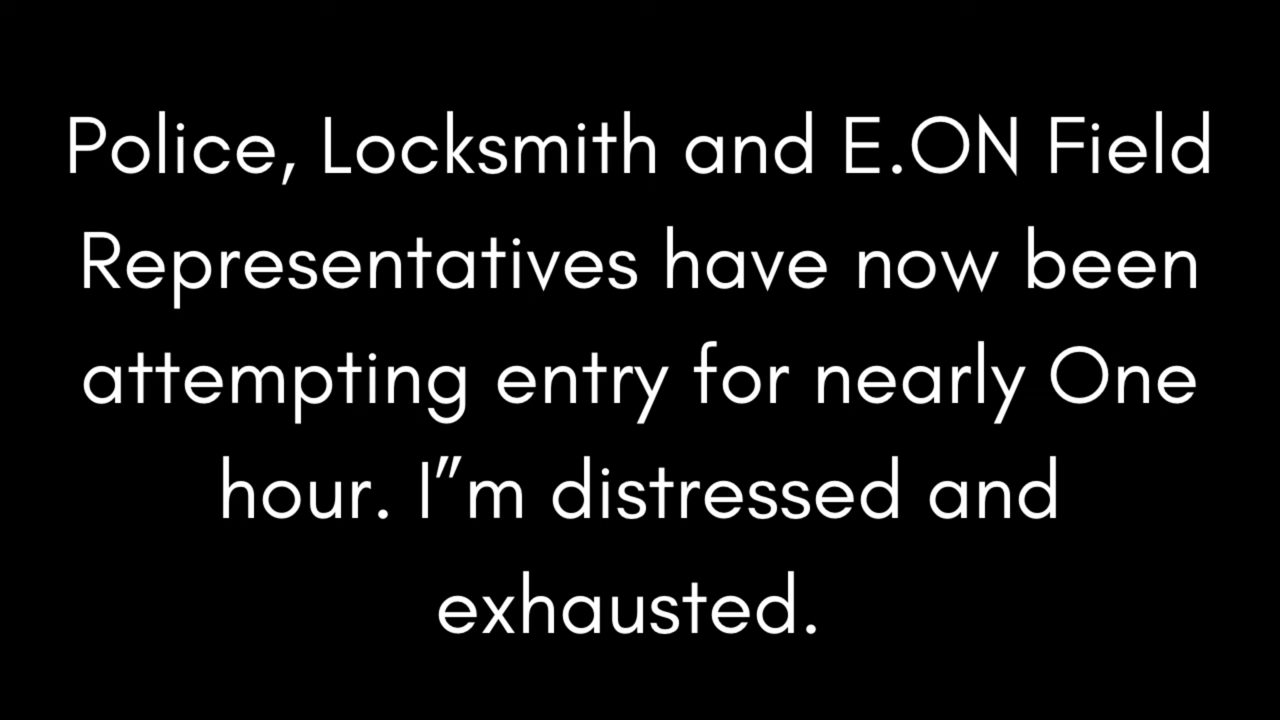 Police, Locksmith and E.ON Field
Representatives have now been
attempting entry for nearly One
hour. I”m distressed and
exhausted.